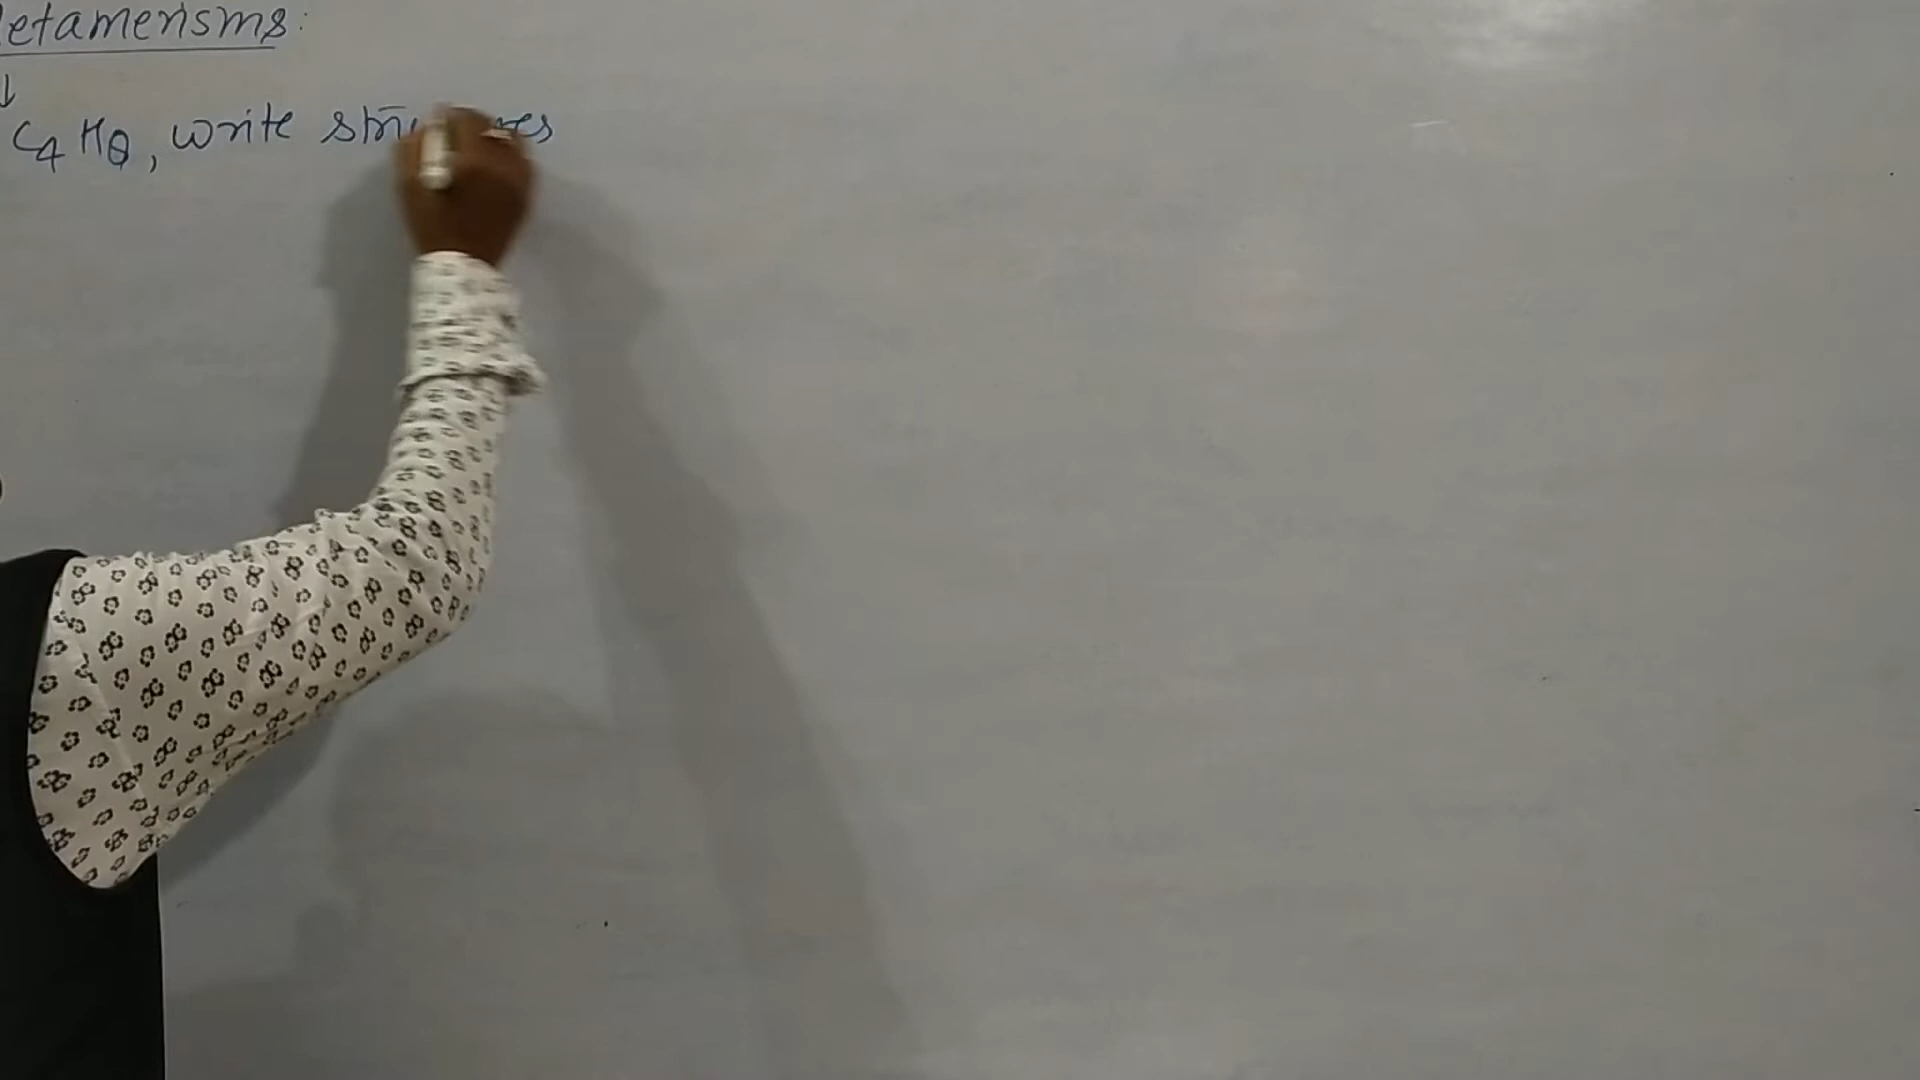 etamerisms:
↓
C4H8, write